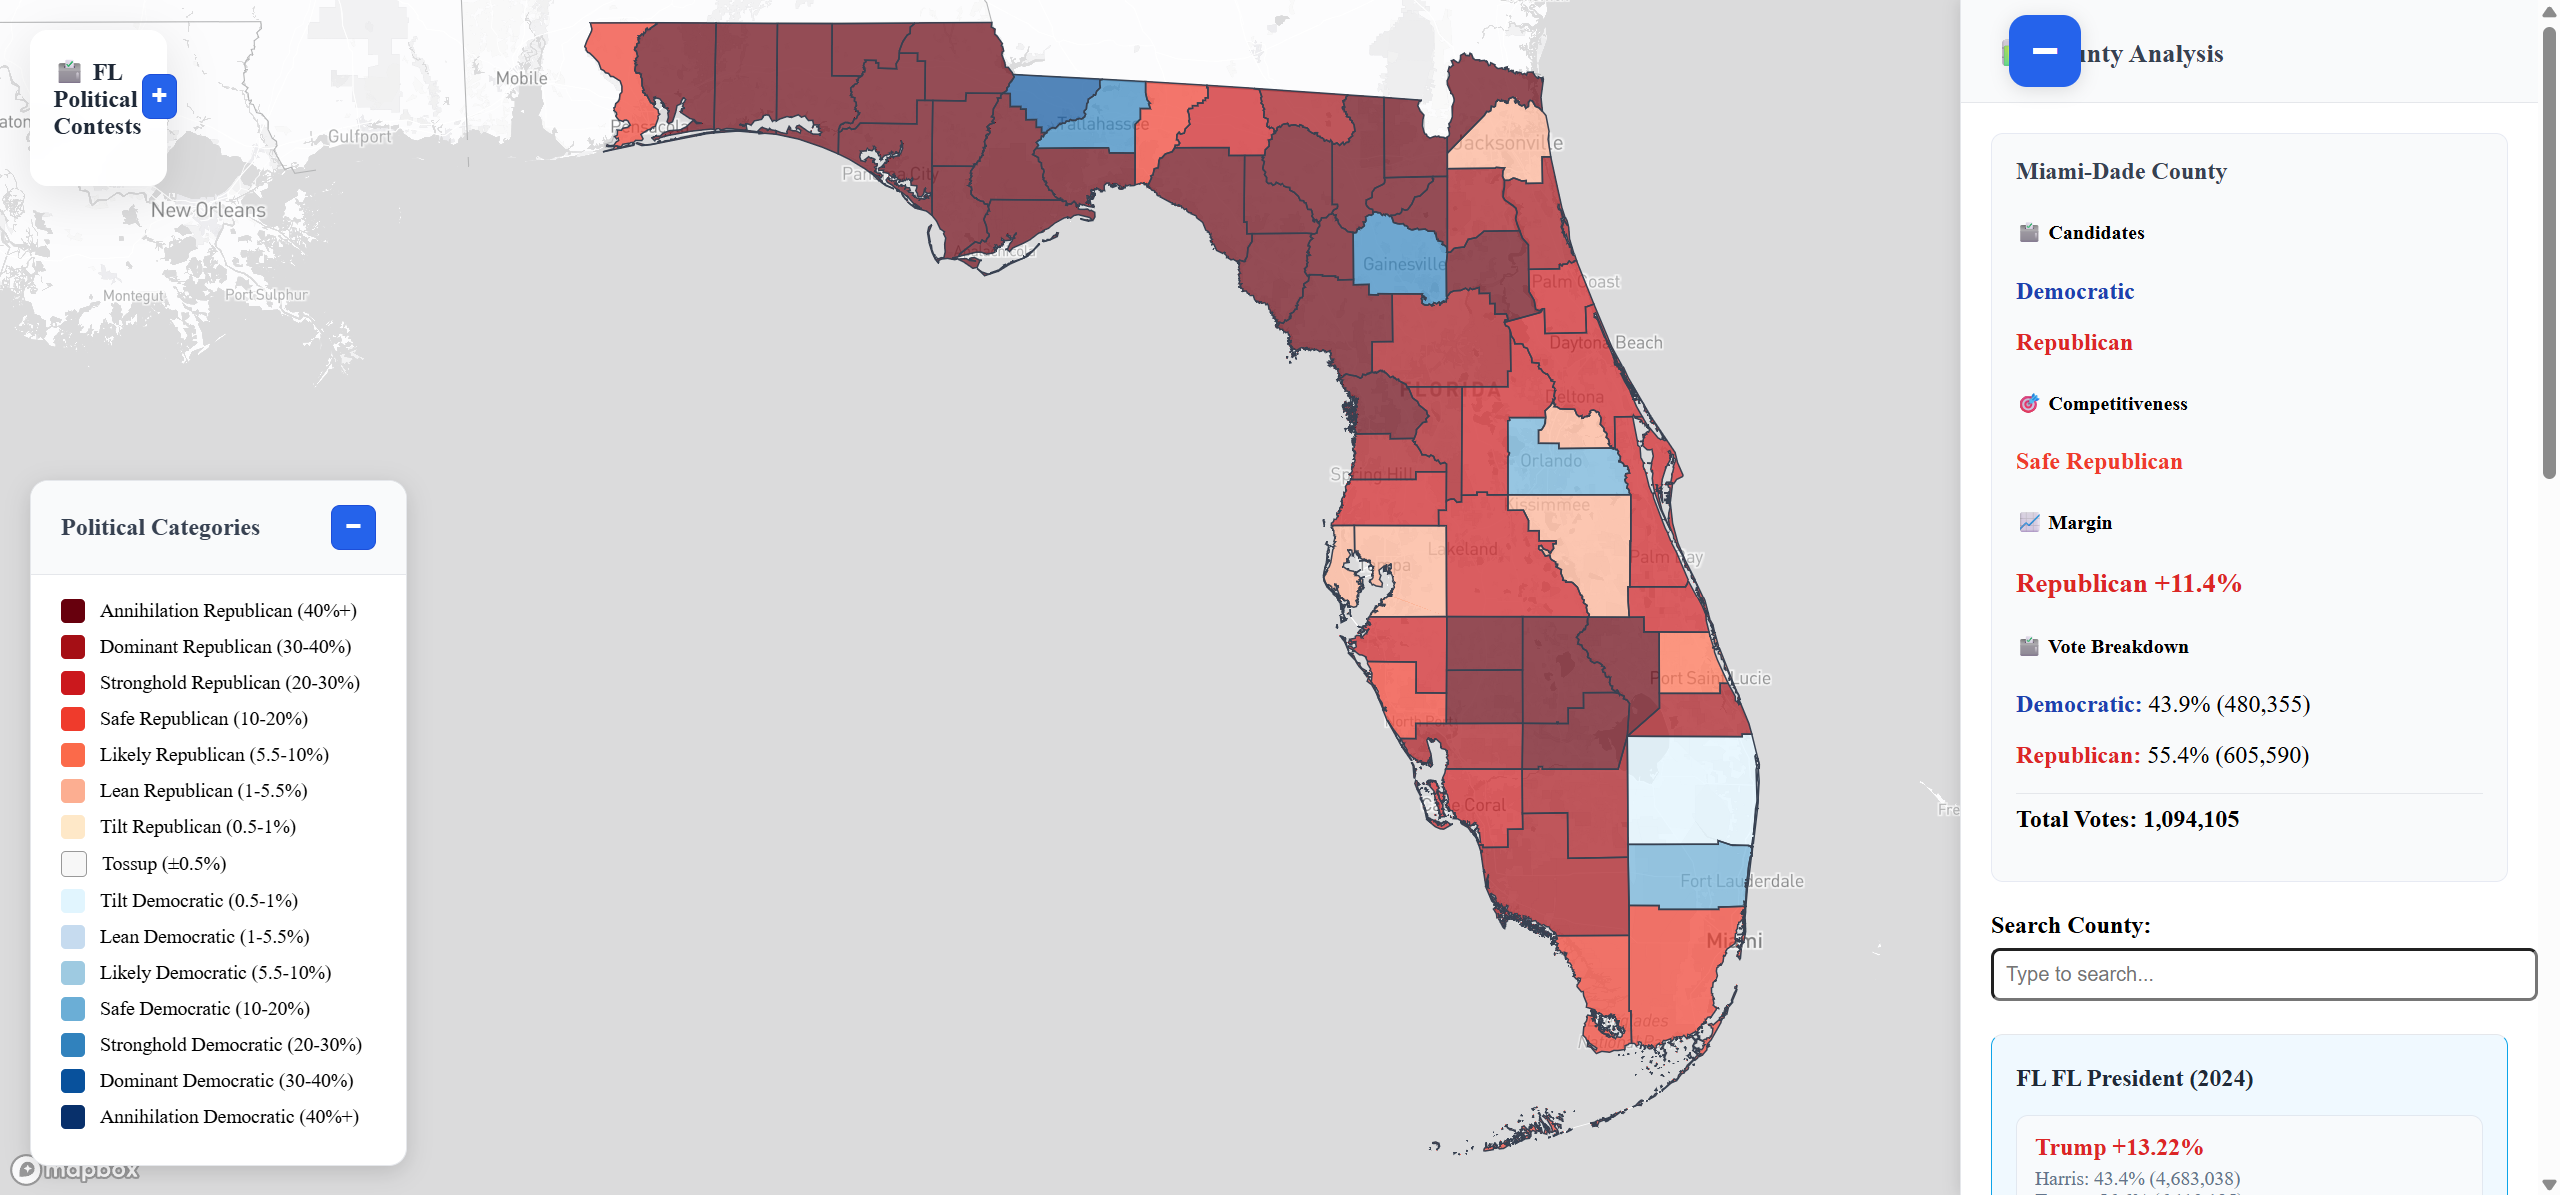 FL
Political
Contests
+
Political Categories
−
Annihilation Republican (40%+)
Dominant Republican (30-40%)
Stronghold Republican (20-30%)
Safe Republican (10-20%)
Likely Republican (5.5-10%)
Lean Republican (1-5.5%)
Tilt Republican (0.5-1%)
Tossup (±0.5%)
Tilt Democratic (0.5-1%)
Lean Democratic (1-5.5%)
Likely Democratic (5.5-10%)
Safe Democratic (10-20%)
Stronghold Democratic (20-30%)
Dominant Democratic (30-40%)
Annihilation Democratic (40%+)
mapbox
Mobile
Gulfport
New Orleans
Montegut
Port Sulphur
Pensacola
Panama City
Apalachicola
Tallahassee
Jacksonville
Gainesville
Palm Coast
Daytona Beach
FLORIDA
Deltona
Orlando
Spring Hill
Kissimmee
Lakeland
Tampa
Palm Bay
Port Saint Lucie
North Port
Cape Coral
Fort Lauderdale
Miami
Fre
unty Analysis
Miami-Dade County
Candidates
Democratic
Republican
Competitiveness
Safe Republican
Margin
Republican +11.4%
Vote Breakdown
Democratic: 43.9% (480,355)
Republican: 55.4% (605,590)
Total Votes: 1,094,105
Search County:
Type to search...
FL FL President (2024)
Trump +13.22%
Harris: 43.4% (4,683,038)